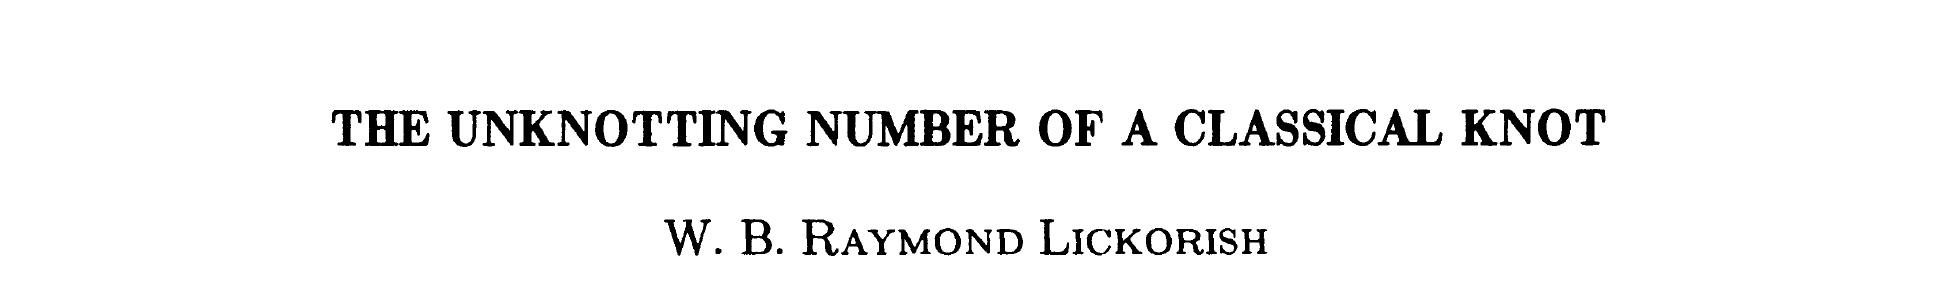 THE UNKNOTTING NUMBER OF A CLASSICAL KNOT
W. B. RAYMOND LICKORISH